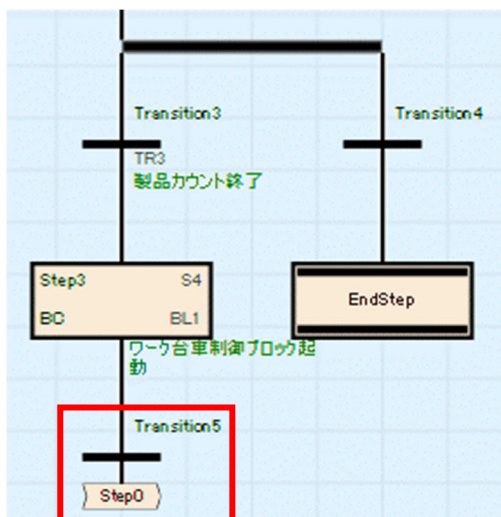 Transition3
Transition4
TR3
製品カウント終了
Step3
S4
BC
BL1
EndStep
ワーク台車制御ブロック起
動
Transition5
Step0